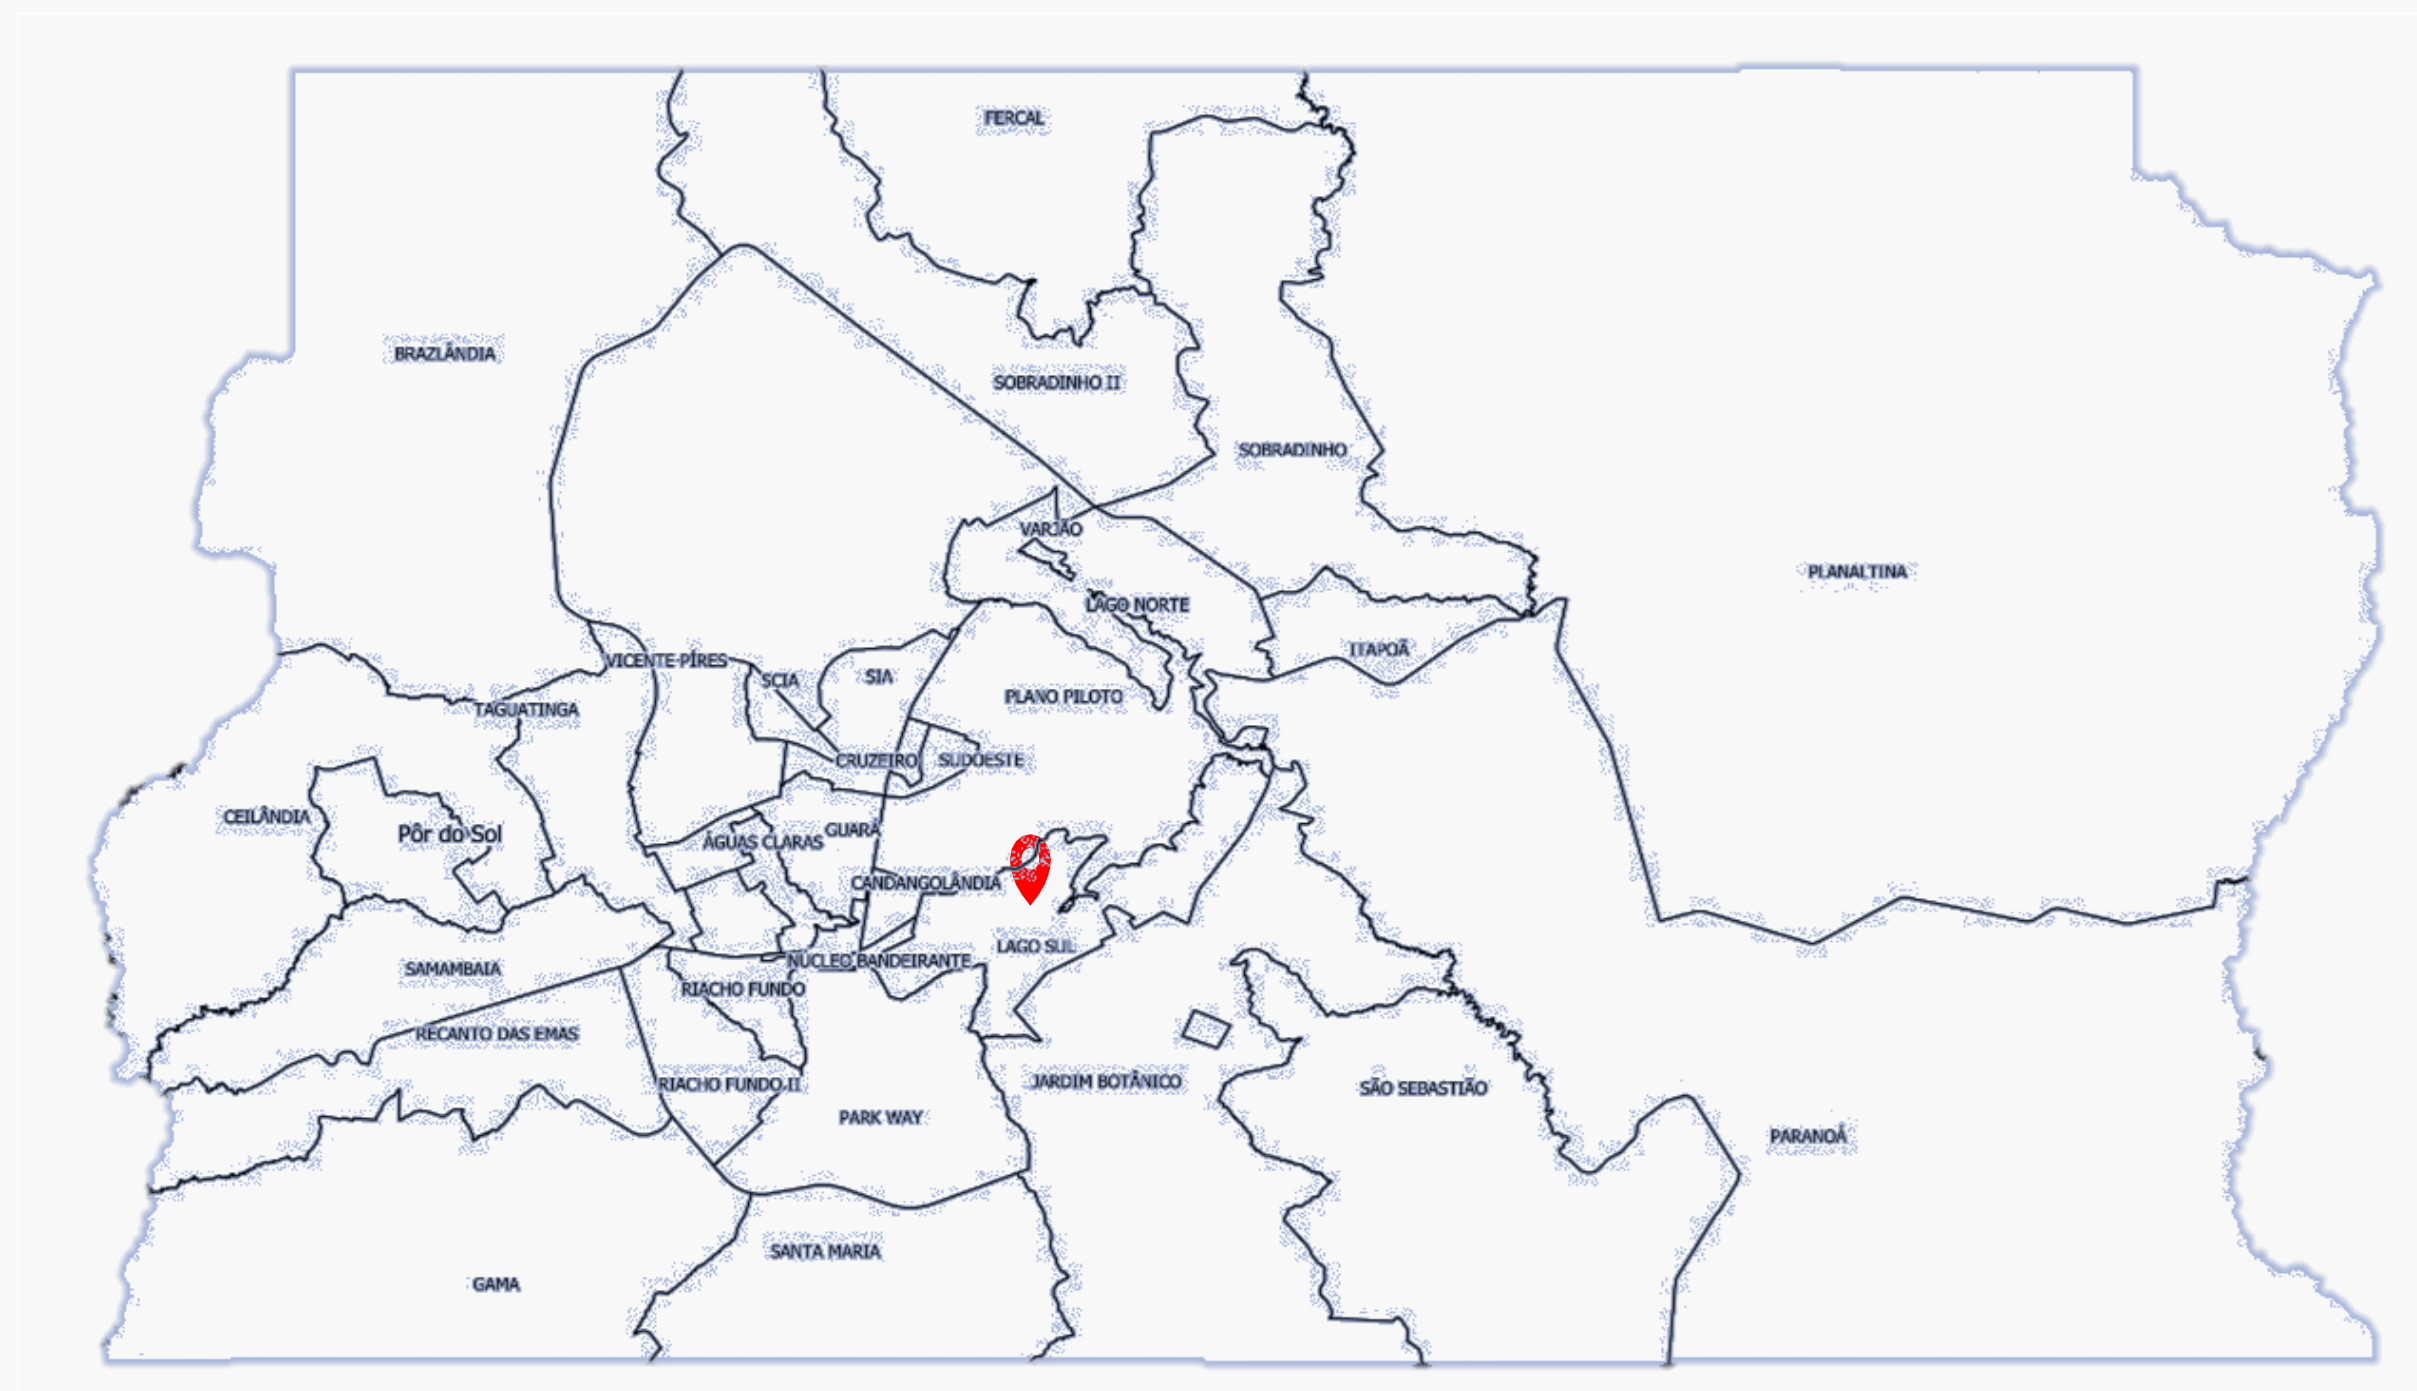 FERCAL
BRAZLÂNDIA
SOBRADINHO II
SOBRADINHO
VARJÃO
PLANALTINA
LAGO NORTE
ITAPOÃ
VICENTE PÍRES
SCIA
SIA
PLANO PILOTO
TAGUATINGA
CRUZEIRO
SUDOESTE
CEILÂNDIA
Pôr do Sol
GUARÁ
ÁGUAS CLARAS
CANDANGOLÂNDIA
LAGO SUL
NÚCLEO BANDEIRANTE
SAMAMBAIA
RIACHO FUNDO
RECANTO DAS EMAS
RIACHO FUNDO II
JARDIM BOTÂNICO
SÃO SEBASTIÃO
PARK WAY
PARANOÁ
SANTA MARIA
GAMA